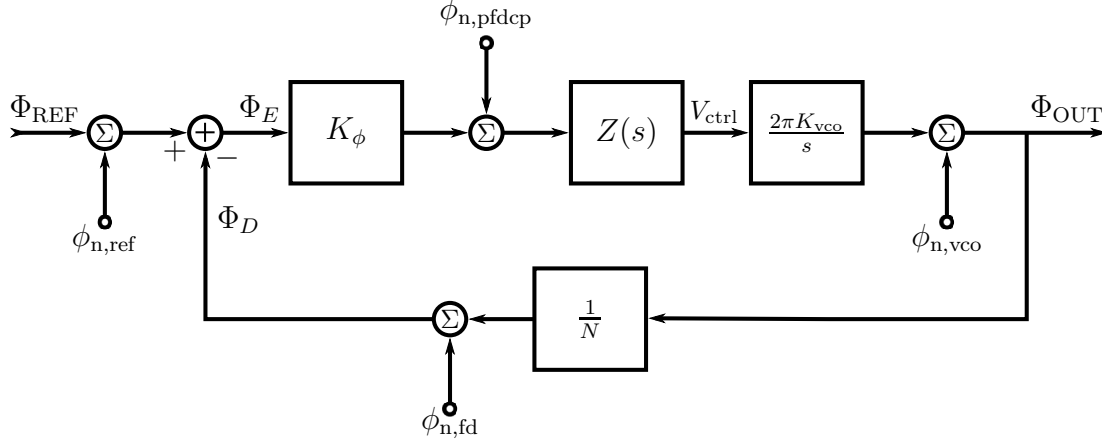 ϕn,pfdcp
ΦREF
Σ
+
+
−
ΦE
Kϕ
Σ
Z(s)
Vctrl
2πKvco
s
Σ
ΦOUT
ϕn,ref
ΦD
ϕn,vco
Σ
1
N
ϕn,fd